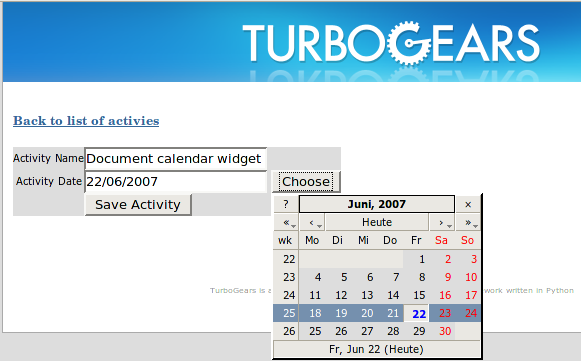 TURBOGEARS
Back to list of activies
Activity Name Document calendar widget
Activity Date 22/06/2007 Choose
Save Activity
? Juni, 2007 ×
« ‹ Heute › »
wk Mo Di Mi Do Fr Sa So
22 1 2 3
23 4 5 6 7 8 9 10
24 11 12 13 14 15 16 17
25 18 19 20 21 22 23 24
26 25 26 27 28 29 30
Fr, Jun 22 (Heute)
TurboGears is a work written in Python